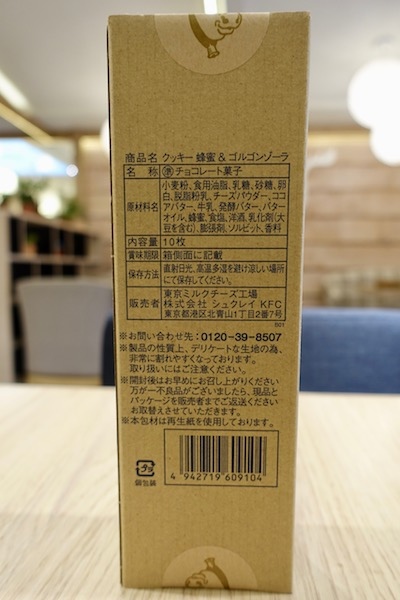 商品名 クッキー 蜂蜜&ゴルゴンゾーラ
名 称 ㊤チョコレート菓子
原材料名
小麦粉、食用油脂、乳糖、砂糖、卵
白、脱脂粉乳、チーズパウダー、ココ
アバター、牛乳、発酵バター、バター
オイル、蜂蜜、食塩、洋酒、乳化剤(大
豆を含む)、膨張剤、ソルビット、香料
内容量 10枚
賞味期限 箱側面に記載
保存方法
直射日光、高温多湿を避け涼しい場所
にて保存してください。
販売者
東京ミルクチーズ工場
株式会社 シュクレイ KFC
東京都港区北青山1丁目2番7号
001
※お問い合わせ先：0120-39-8507
※製品の性質上、デリケートな生地の為、
非常に割れやすくなっております。
取り扱いにはご注意ください。
※開封後はお早めにお召し上がりください
万が一不良品がございましたら、現品と
パッケージを販売者までご返送ください
お取替えさせていただきます。
※本包材は再生紙を使用しております。
外
フタ
個包装
4 942719 609104